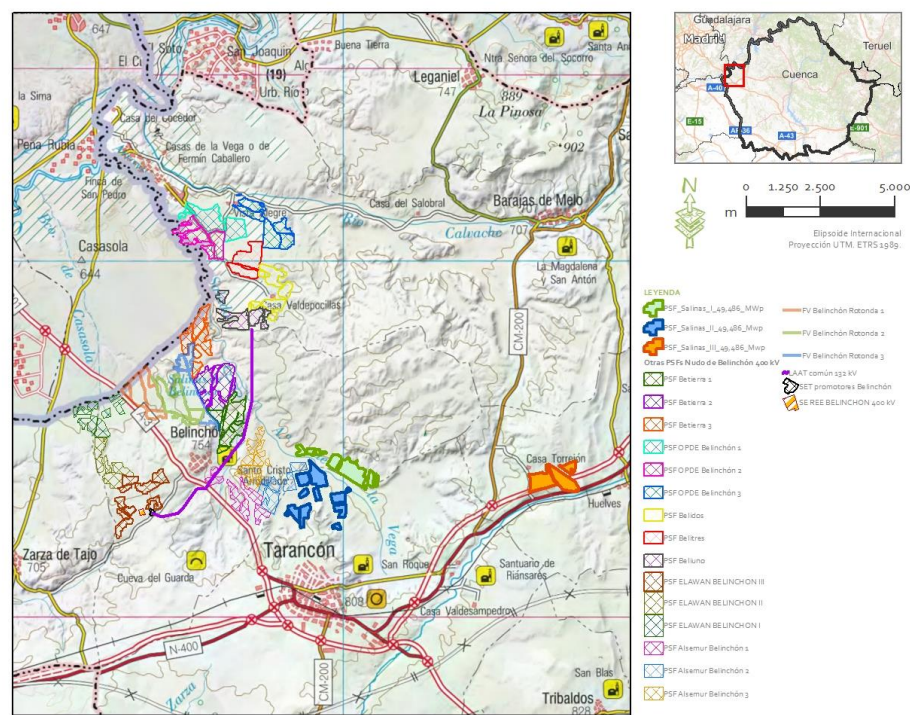 647
El Ci
Soto
San Joaquin
(19)
Urb. Río
Buena Tierra
Leganiel
747
Santa An
Ntrá Señora del Socorro
889
La Pinosa
902
la Sima
Casa del Cocedor
Peña Rubia
Casas de la Vega o de
Fermín Caballero
Finca de
San Pedro
Casa del Salobral
Barajas de Melo
707
Vista Alegre
Río
Calvache
Casasola
644
La Magdalena
San Antón
Casa Valdepocillas
Casasola
CM-200
Belincho
754
Santo Cristo
Casa Torrejón
Huelves
Vega
Zarza de Tajo
705
Cueva del Guarda
Tarancón
808
San Roque
Santuario de
Riánsares
Casa Valdesampedro
N-400
CM-200
Zarza
San Blas
Tribaldos
828
Guadalajara
Madrid
Teruel
Cuenca
A-40
E-15
AP-36
A-43
E-901
N
0 1.250 2.500 5.000
m
Elipsoide Internacional
Proyección UTM. ETRS 1989.
LEYENDA
PSF_Salinas_I_49,486_MWp
PSF_Salinas_II_49,486_Mwp
PSF_Salinas_III_49,486_Mwp
Otras PSFs Nudo de Belinchón 400 kV
PSF Betierra 1
PSF Betierra 2
PSF Betierra 3
PSF OPDE Belinchón 1
PSF OPDE Belinchón 2
PSF OPDE Belinchón 3
PSF Belidos
PSF Belitres
PSF Belluno
PSF ELAWAN BELINCHON III
PSF ELAWAN BELINCHON II
PSF ELAWAN BELINCHON I
PSF Alsemur Belinchón 1
PSF Alsemur Belinchón 2
PSF Alsemur Belinchón 3
FV Belinchón Rotonda 1
FV Belinchón Rotonda 2
FV Belinchón Rotonda 3
LAAT común 132 kV
SET promotores Belinchón
SE REE BELINCHON 400 kV